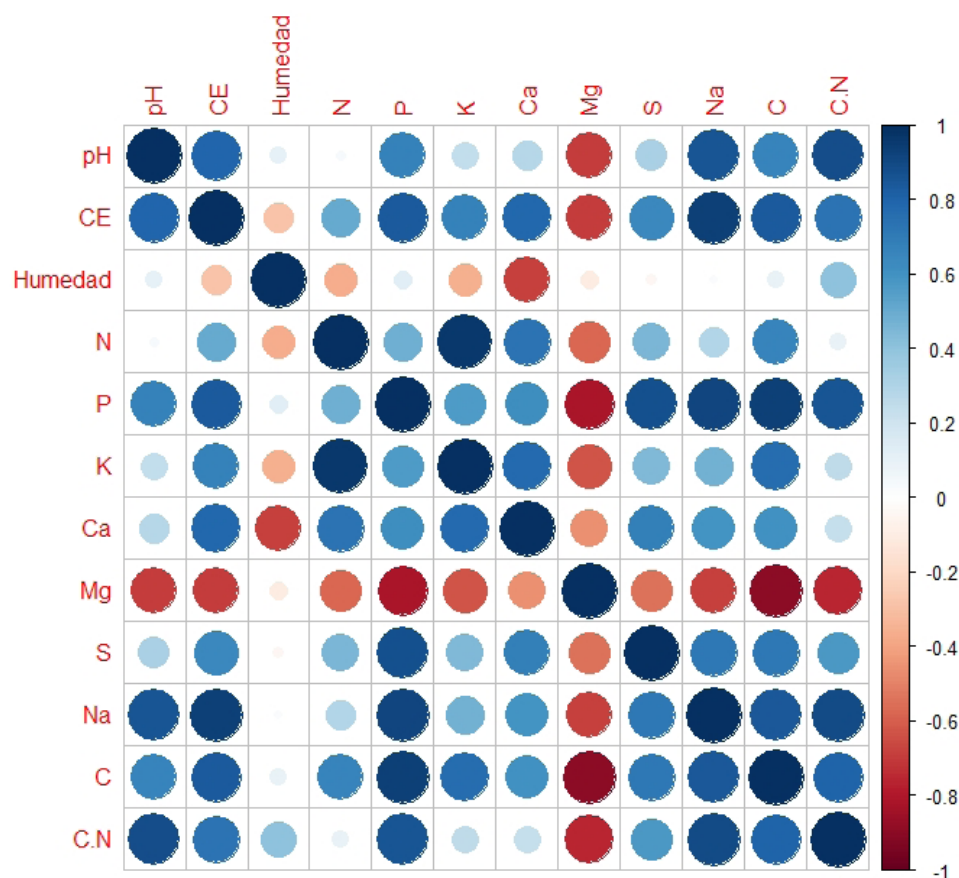 pH CE Humedad N P K Ca Mg S Na C C.N
pH
CE
Humedad
N
P
K
Ca
Mg
S
Na
C
C.N
1
0.8
0.6
0.4
0.2
0
-0.2
-0.4
-0.6
-0.8
-1